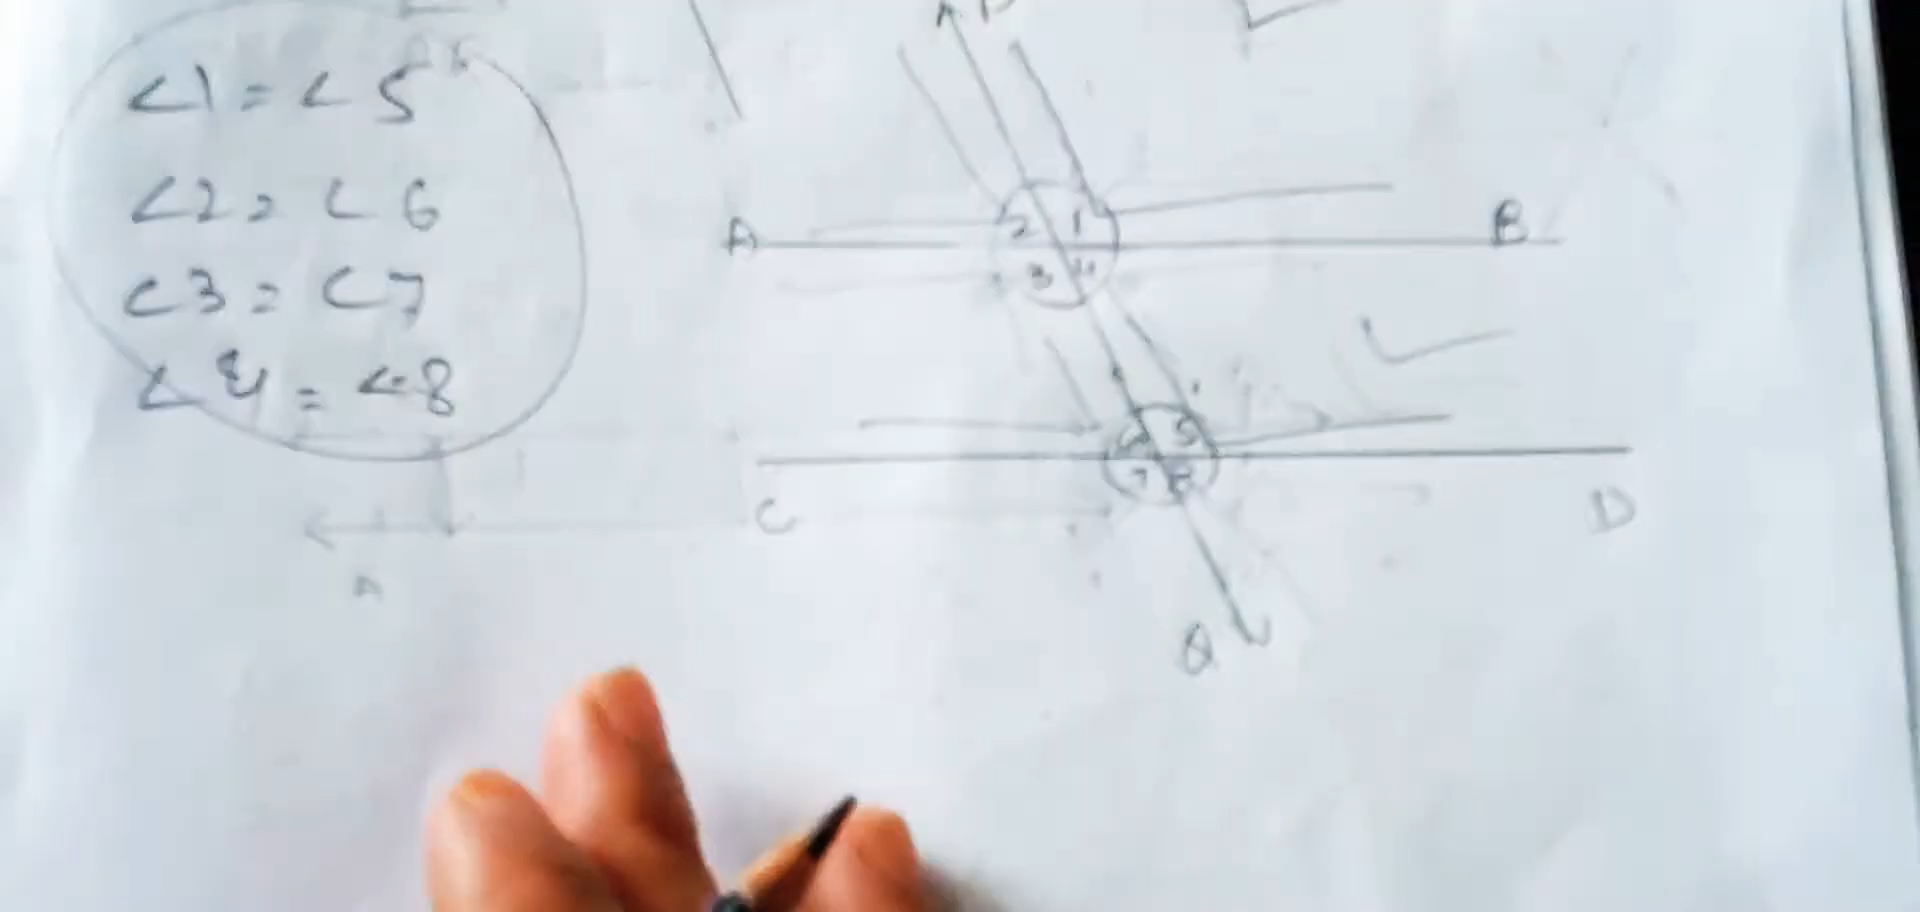 ∠1 = ∠5
∠2 = ∠6
∠3 = ∠7
∠4 = ∠8
P
2 1
A B
3 4
6 5
7 8
C D
A
Q